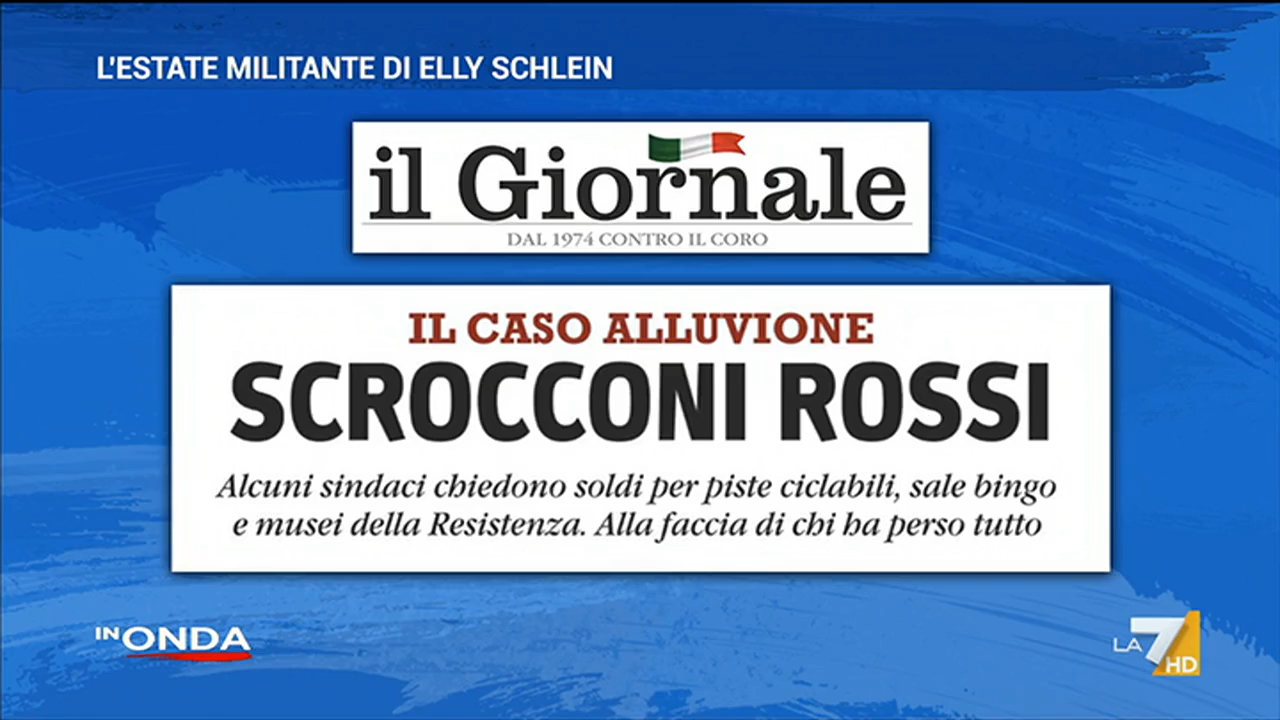 L'ESTATE MILITANTE DI ELLY SCHLEIN
il Giornale
DAL 1974 CONTRO IL CORO
IL CASO ALLUVIONE
SCROCCONI ROSSI
Alcuni sindaci chiedono soldi per piste ciclabili, sale bingo
e musei della Resistenza. Alla faccia di chi ha perso tutto
IN ONDA
LA 7 HD